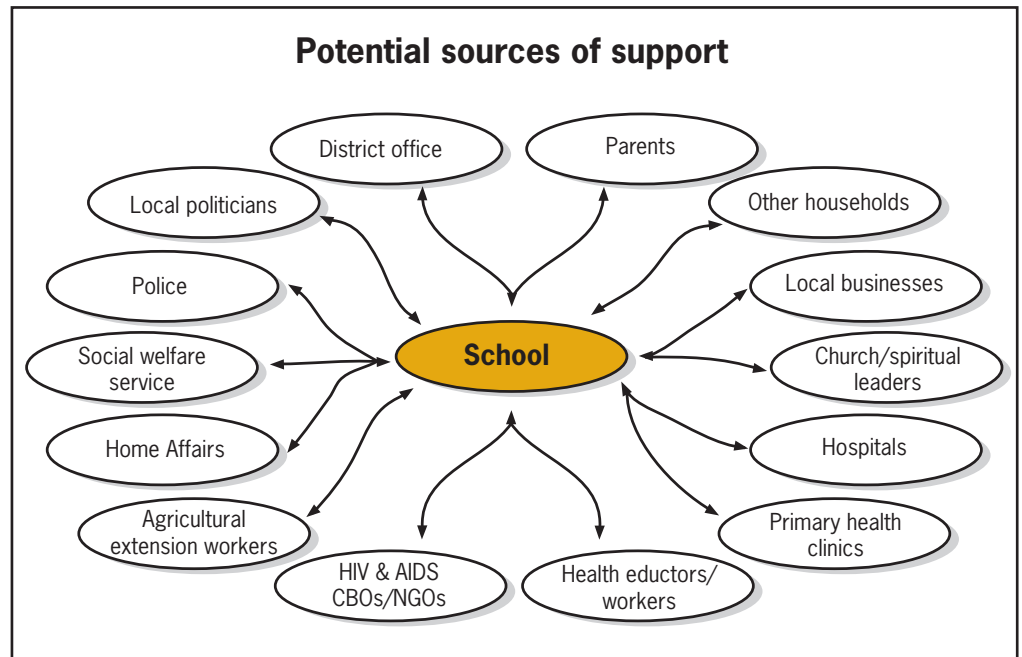 Potential sources of support
District office
Parents
Local politicians
Other households
Police
Local businesses
School
Social welfare
service
Church/spiritual
leaders
Home Affairs
Hospitals
Agricultural
extension workers
Primary health
clinics
HIV & AIDS
CBOs/NGOs
Health eductors/
workers